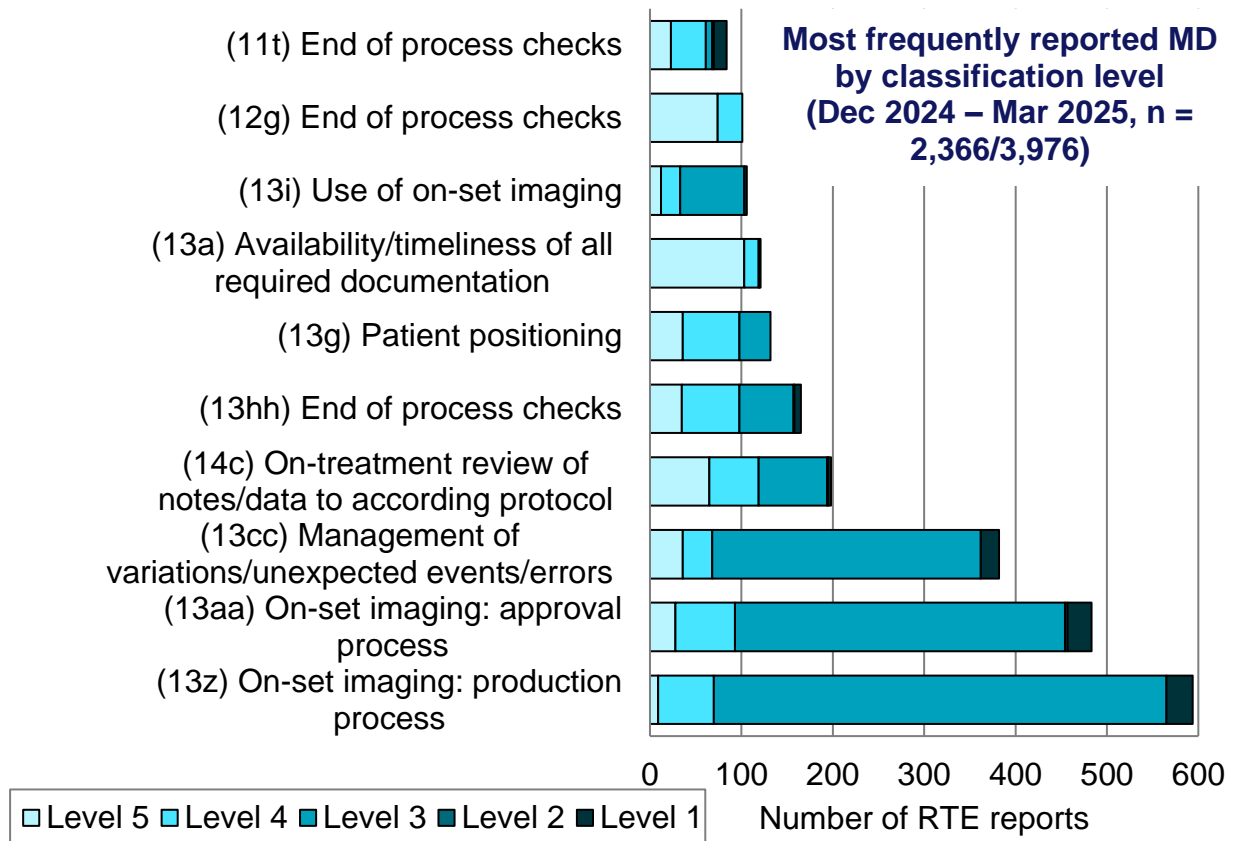 Most frequently reported MD
by classification level
(Dec 2024 – Mar 2025, n =
2,366/3,976)
(11t) End of process checks
(12g) End of process checks
(13i) Use of on-set imaging
(13a) Availability/timeliness of all
required documentation
(13g) Patient positioning
(13hh) End of process checks
(14c) On-treatment review of
notes/data to according protocol
(13cc) Management of
variations/unexpected events/errors
(13aa) On-set imaging: approval
process
(13z) On-set imaging: production
process
0 100 200 300 400 500 600
Number of RTE reports
Level 5 Level 4 Level 3 Level 2 Level 1